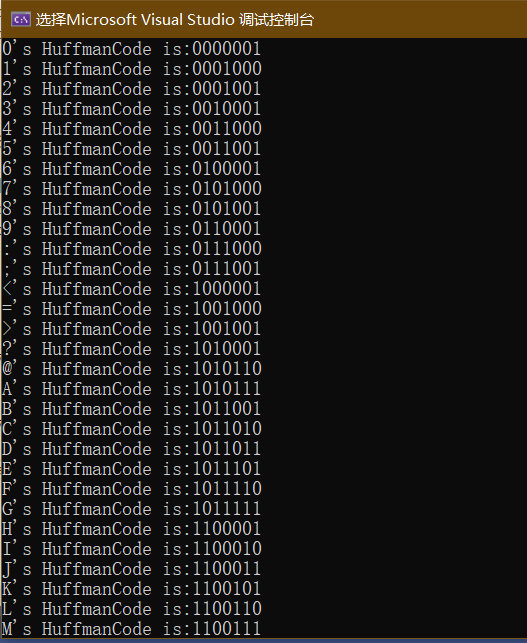 选择Microsoft Visual Studio 调试控制台
0's HuffmanCode is:0000001
1's HuffmanCode is:0001000
2's HuffmanCode is:0001001
3's HuffmanCode is:0010001
4's HuffmanCode is:0011000
5's HuffmanCode is:0011001
6's HuffmanCode is:0100001
7's HuffmanCode is:0101000
8's HuffmanCode is:0101001
9's HuffmanCode is:0110001
:'s HuffmanCode is:0111000
;'s HuffmanCode is:0111001
<'s HuffmanCode is:1000001
='s HuffmanCode is:1001000
>'s HuffmanCode is:1001001
?'s HuffmanCode is:1010001
@'s HuffmanCode is:1010110
A's HuffmanCode is:1010111
B's HuffmanCode is:1011001
C's HuffmanCode is:1011010
D's HuffmanCode is:1011011
E's HuffmanCode is:1011101
F's HuffmanCode is:1011110
G's HuffmanCode is:1011111
H's HuffmanCode is:1100001
I's HuffmanCode is:1100010
J's HuffmanCode is:1100011
K's HuffmanCode is:1100101
L's HuffmanCode is:1100110
M's HuffmanCode is:1100111